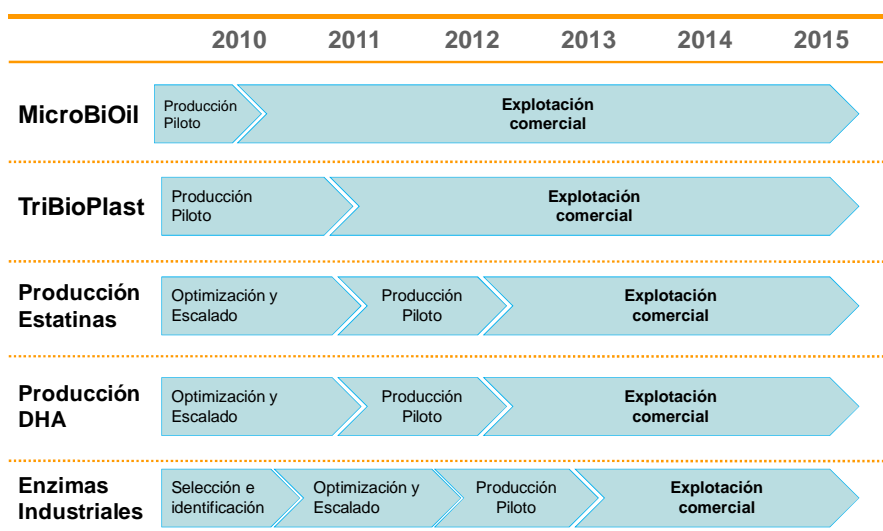 2010 2011 2012 2013 2014 2015
MicroBiOil
Producción
Piloto
Explotación
comercial
TriBioPlast
Producción
Piloto
Explotación
comercial
Producción
Estatinas
Optimización y
Escalado
Producción
Piloto
Explotación
comercial
Producción
DHA
Optimización y
Escalado
Producción
Piloto
Explotación
comercial
Enzimas
Industriales
Selección e
identificación
Optimización y
Escalado
Producción
Piloto
Explotación
comercial